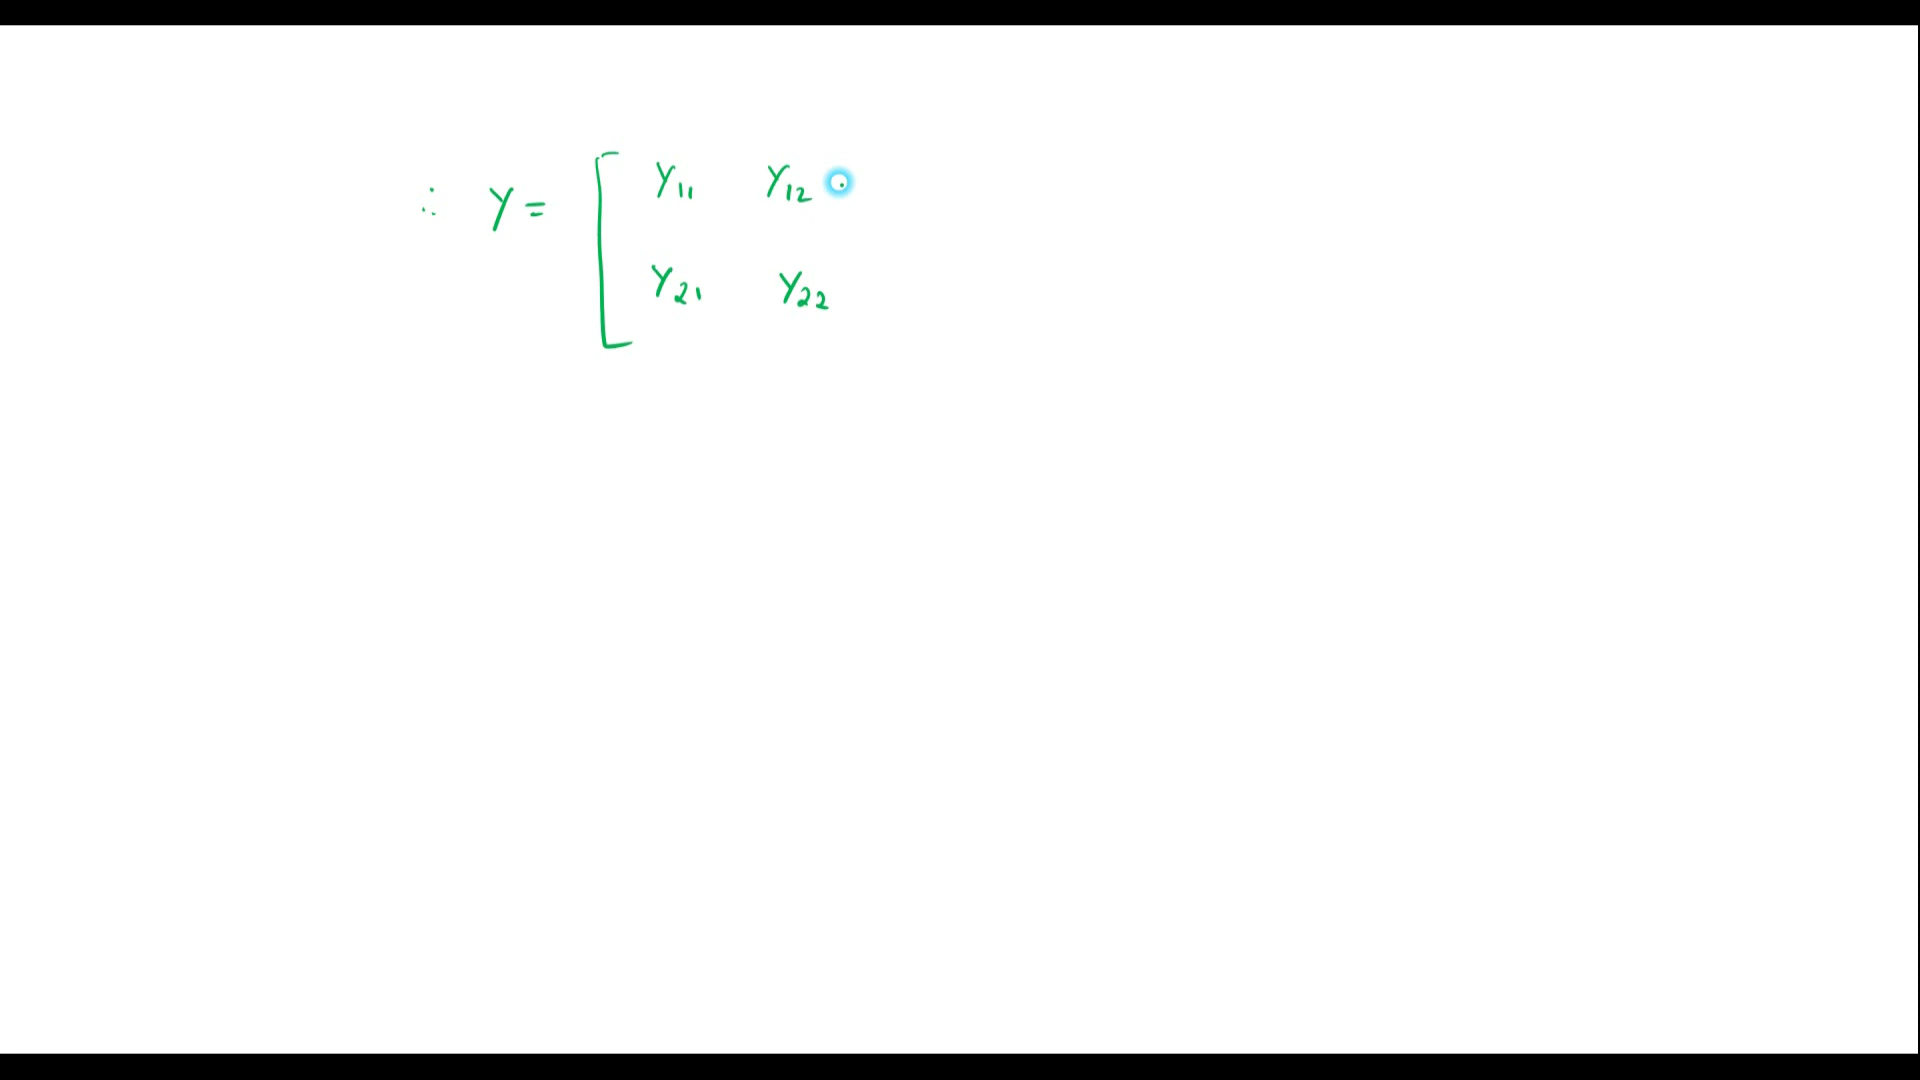 ∴ Y = [ Y₁₁ Y₁₂
Y₂₁ Y₂₂